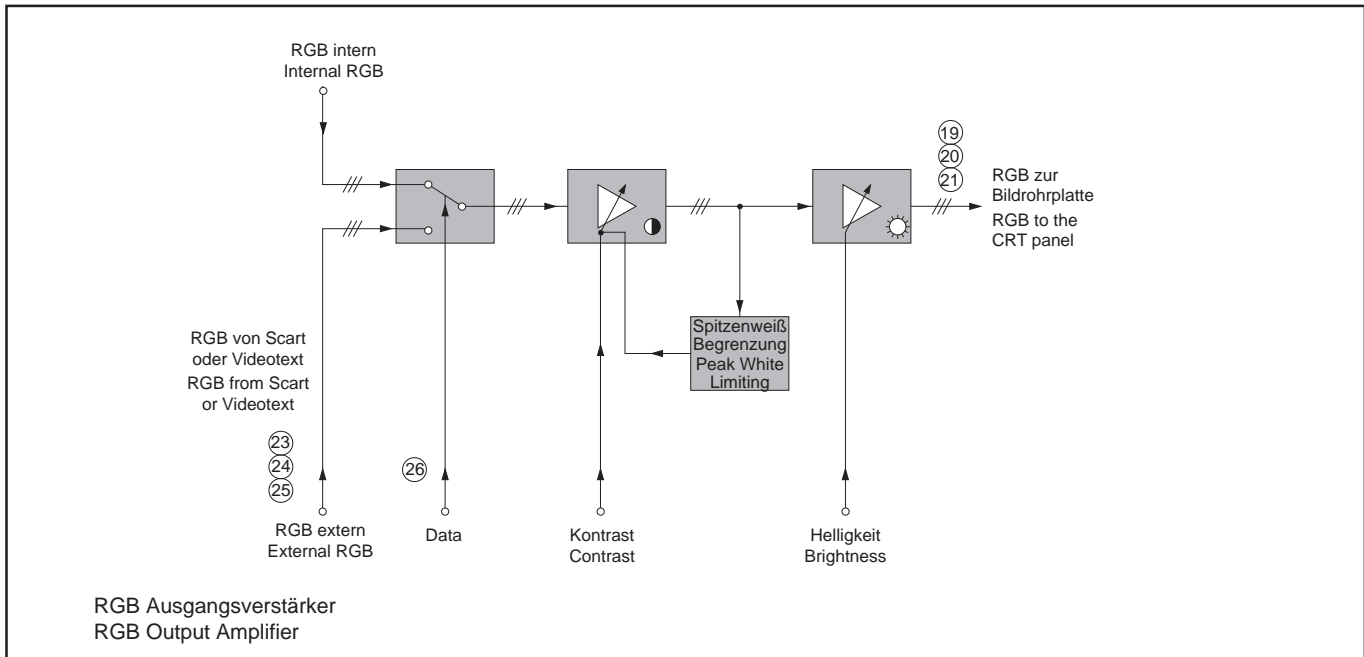 RGB intern
Internal RGB
19
20
21
RGB zur
Bildrohrplatte
RGB to the
CRT panel
Spitzenweiß
Begrenzung
Peak White
Limiting
RGB von Scart
oder Videotext
RGB from Scart
or Videotext
23
24
25
26
RGB extern
External RGB
Data
Kontrast
Contrast
Helligkeit
Brightness
RGB Ausgangsverstärker
RGB Output Amplifier